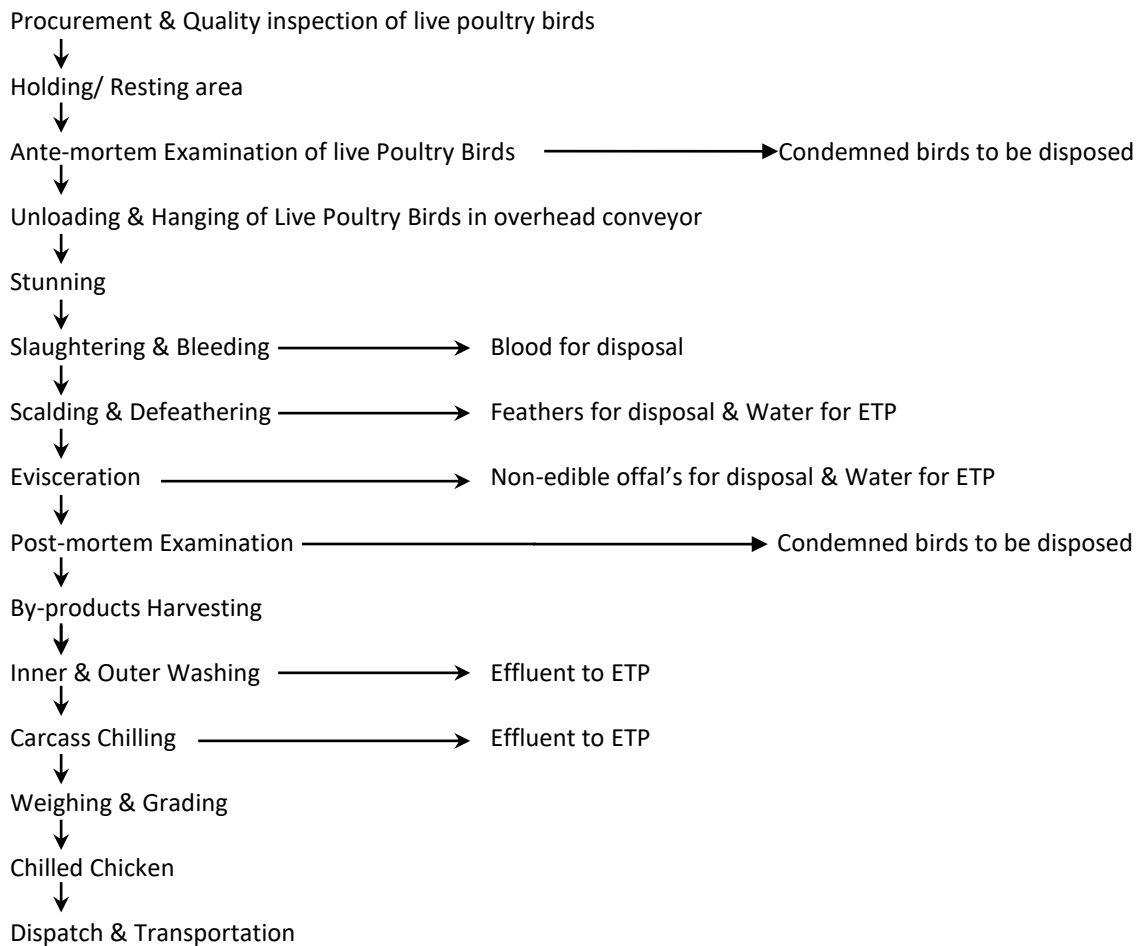 Procurement & Quality inspection of live poultry birds
Holding/ Resting area
Ante-mortem Examination of live Poultry Birds Condemned birds to be disposed
Unloading & Hanging of Live Poultry Birds in overhead conveyor
Stunning
Slaughtering & Bleeding Blood for disposal
Scalding & Defeathering Feathers for disposal & Water for ETP
Evisceration Non-edible offal’s for disposal & Water for ETP
Post-mortem Examination Condemned birds to be disposed
By-products Harvesting
Inner & Outer Washing Effluent to ETP
Carcass Chilling Effluent to ETP
Weighing & Grading
Chilled Chicken
Dispatch & Transportation